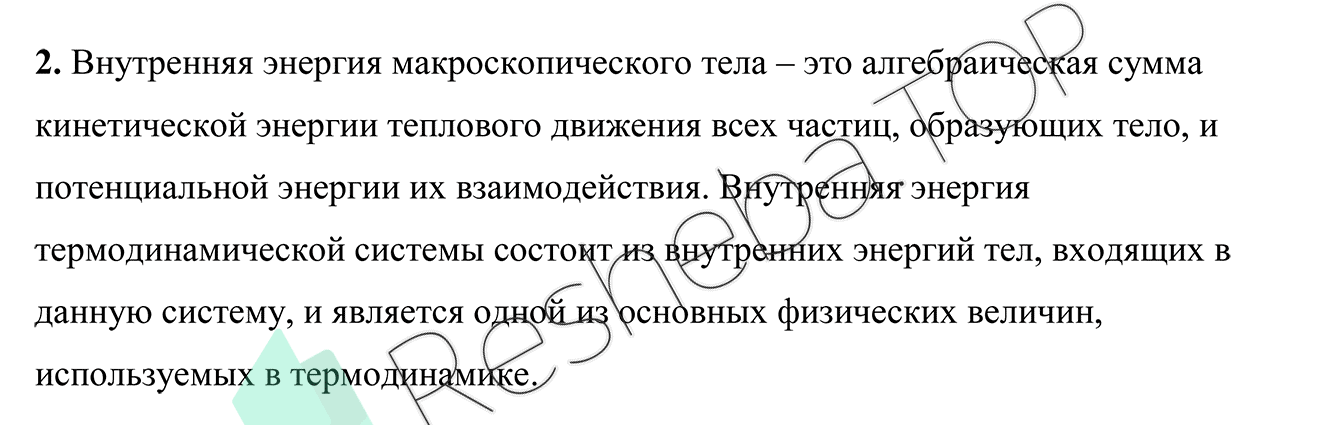 2. Внутренняя энергия макроскопического тела – это алгебраическая сумма
кинетической энергии теплового движения всех частиц, образующих тело, и
потенциальной энергии их взаимодействия. Внутренняя энергия
термодинамической системы состоит из внутренних энергий тел, входящих в
данную систему, и является одной из основных физических величин,
используемых в термодинамике.
Resheba TOP